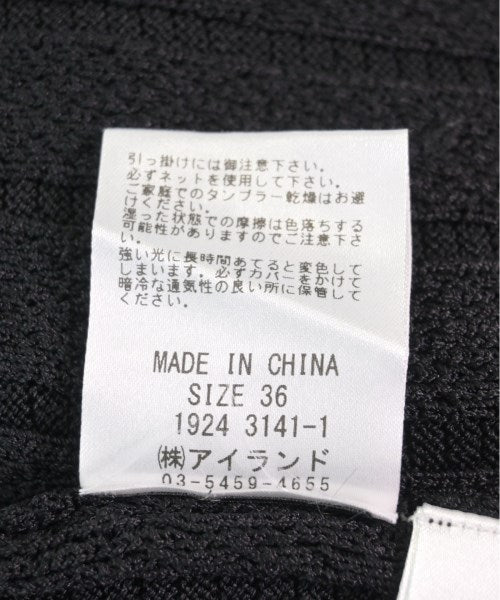 引っ掛けには御注意下さい。
必ずネットを使用して下さい。
ご家庭でのタンブラー乾燥はお避
けください。
湿った状態での摩擦は色落ちする
可能性がありますのでご注意下さ
い。
強い光に長時間あてると変色して
しまいます。必ずカバーをかけて
暗冷な通気性の良い所に保管して
ください。
MADE IN CHINA
SIZE 36
1924 3141-1
㈱アイランド
03-5459-4655